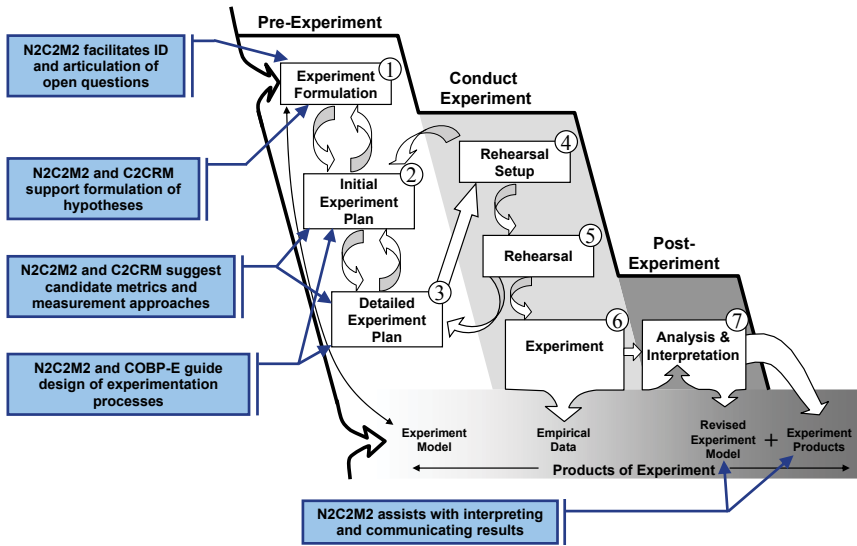 Pre-Experiment
N2C2M2 facilitates ID
and articulation of
open questions
1
Experiment
Formulation
Conduct
Experiment
N2C2M2 and C2CRM
support formulation of
hypotheses
2
Initial
Experiment
Plan
4
Rehearsal
Setup
5
Rehearsal
Post-
Experiment
N2C2M2 and C2CRM suggest
candidate metrics and
measurement approaches
3
Detailed
Experiment
Plan
6
Experiment
7
Analysis &
Interpretation
N2C2M2 and COBP-E guide
design of experimentation
processes
Experiment
Model
Empirical
Data
Revised
Experiment
Model
+
Experiment
Products
Products of Experiment
N2C2M2 assists with interpreting
and communicating results